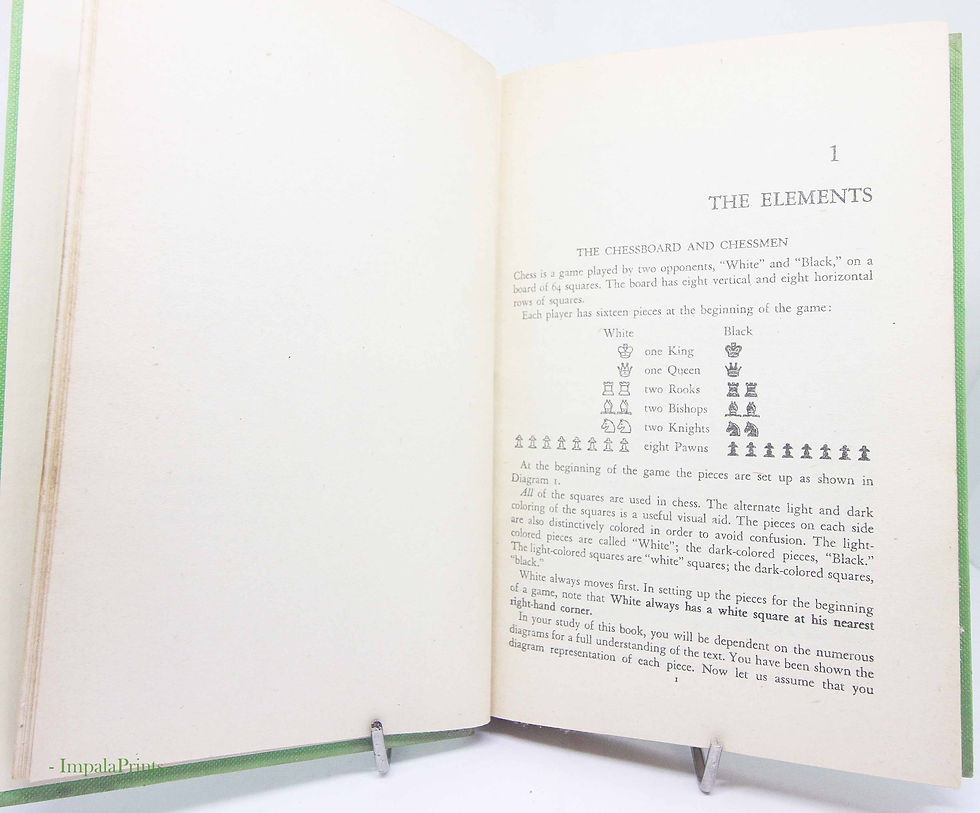 1
THE ELEMENTS
THE CHESSBOARD AND CHESSMEN
Chess is a game played by two opponents, “White” and “Black,” on a
board of 64 squares. The board has eight vertical and eight horizontal
rows of squares.
Each player has sixteen pieces at the beginning of the game:
White Black
one King
one Queen
two Rooks
two Bishops
two Knights
eight Pawns
At the beginning of the game the pieces are set up as shown in
Diagram 1.
All of the squares are used in chess. The alternate light and dark
coloring of the squares is a useful visual aid. The pieces on each side
are also distinctively colored in order to avoid confusion. The light-
colored pieces are called “White”; the dark-colored pieces, “Black.”
The light-colored squares are “white” squares; the dark-colored squares,
“black.”
White always moves first. In setting up the pieces for the beginning
of a game, note that White always has a white square at his nearest
right-hand corner.
In your study of this book, you will be dependent on the numerous
diagrams for a full understanding of the text. You have been shown the
diagram representation of each piece. Now let us assume that you
1
- ImpalaPrints